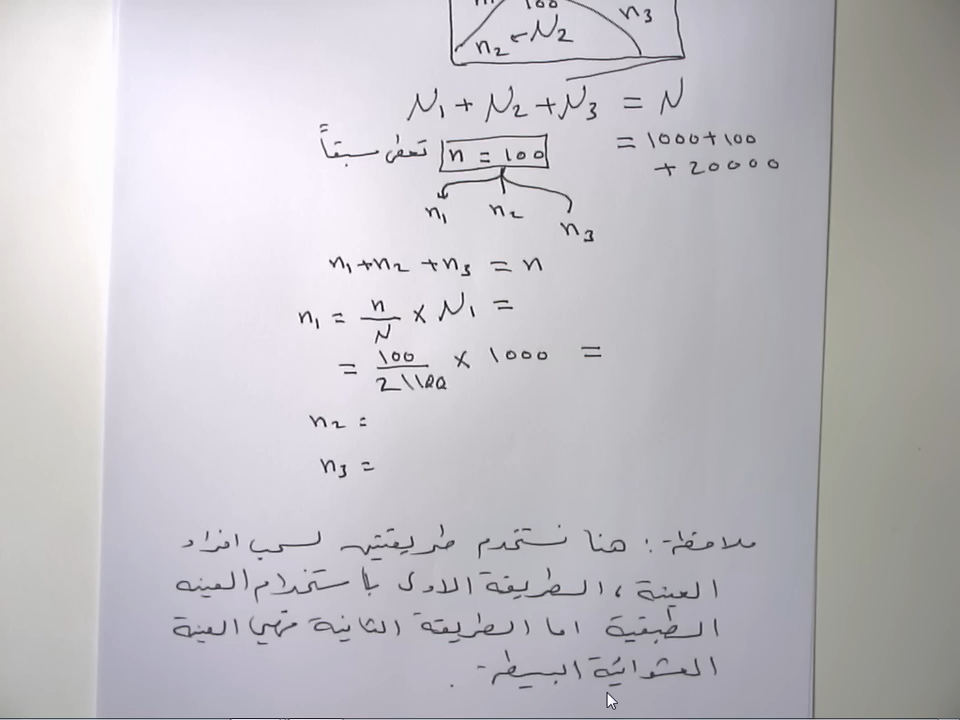 100 n3
n2 ← N2
N1 + N2 + N3 = N
تعطى مسبقاً n = 100
= 1000 + 100
+ 20000
n1 n2 n3
n1 + n2 + n3 = n
n1 = n/N × N1 =
= 100/21100 × 1000 =
n2 =
n3 =
ملاحظة: هنا نستخدم طريقتين لسحب افراد
العينة، الطريقة الاولى باستخدام العينه
الطبقية اما الطريقة الثانية فهي العينة
العشوائية البسيطة.